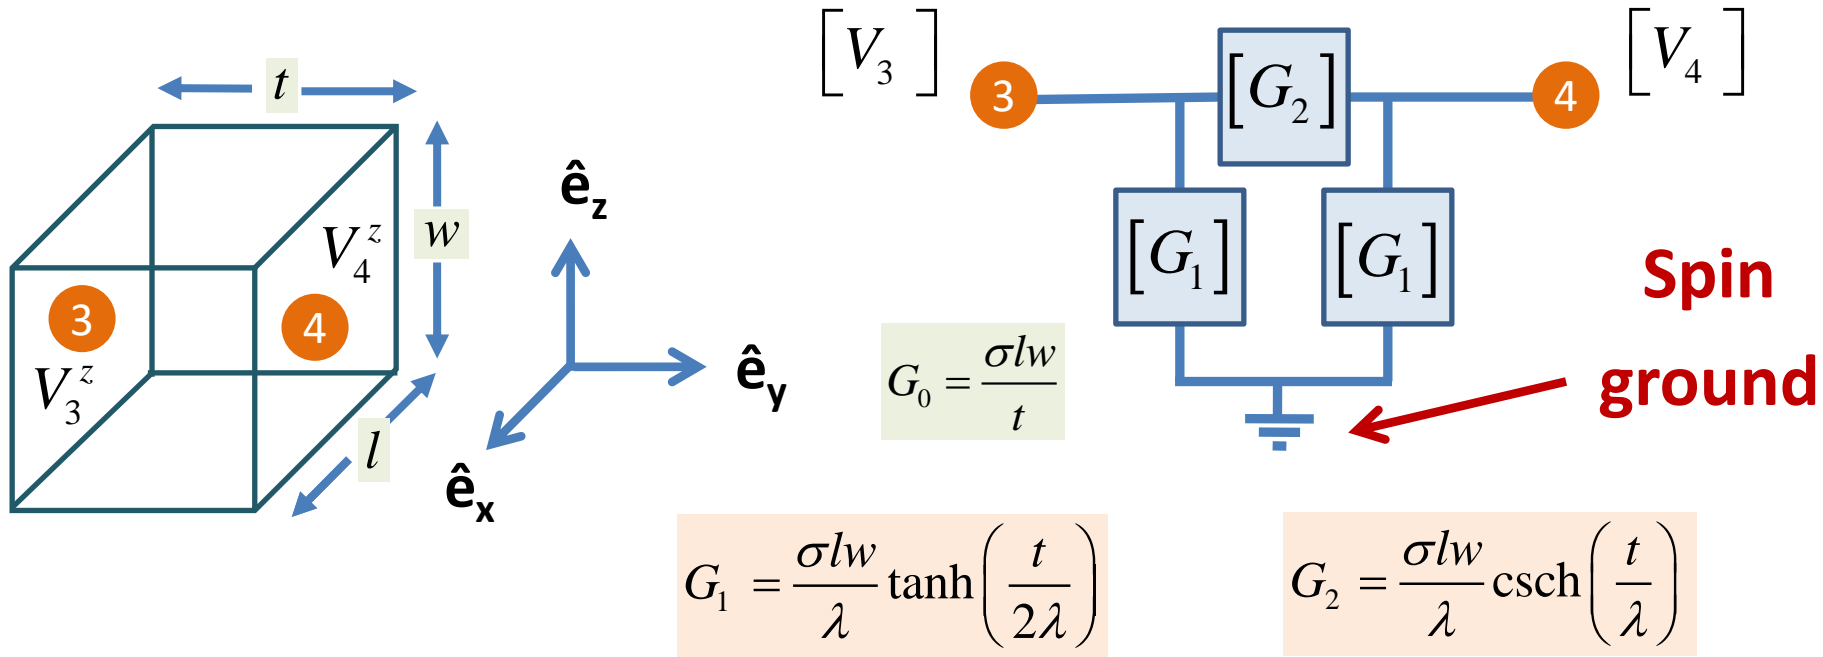 t
w
l
V_4^z
V_3^z
3
4
ê_z
ê_y
ê_x
[V_3]
3
[G_2]
4
[V_4]
[G_1]
[G_1]
Spin
ground
G_0 = σlw / t
G_1 = σlw / λ tanh(t / 2λ)
G_2 = σlw / λ csch(t / λ)